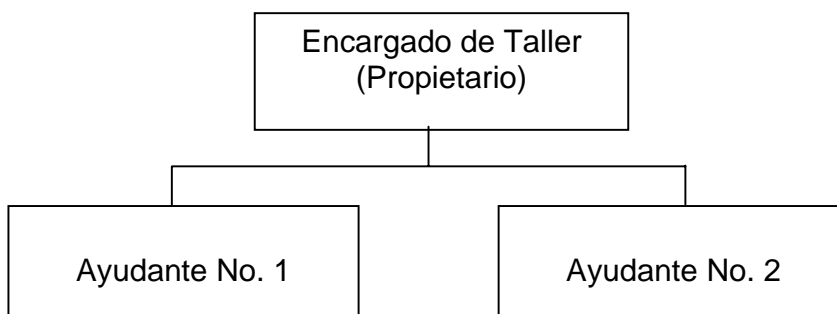 Encargado de Taller
(Propietario)
Ayudante No. 1
Ayudante No. 2